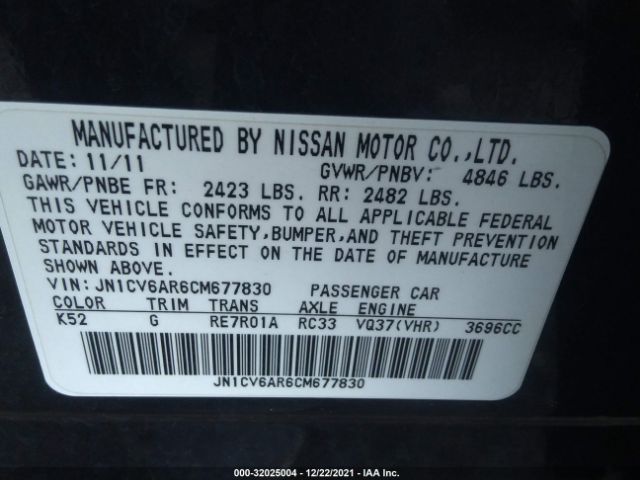 MANUFACTURED BY NISSAN MOTOR CO.,LTD.
DATE: 11/11 GVWR/PNBV: 4846 LBS.
GAWR/PNBE FR: 2423 LBS. RR: 2482 LBS.
THIS VEHICLE CONFORMS TO ALL APPLICABLE FEDERAL
MOTOR VEHICLE SAFETY,BUMPER,AND THEFT PREVENTION
STANDARDS IN EFFECT ON THE DATE OF MANUFACTURE
SHOWN ABOVE.
VIN: JN1CV6AR6CM677830 PASSENGER CAR
COLOR TRIM TRANS AXLE ENGINE
K52 G RE7R01A RC33 VQ37(VHR) 3696CC
JN1CV6AR6CM677830
000-32025004 - 12/22/2021 - IAA Inc.